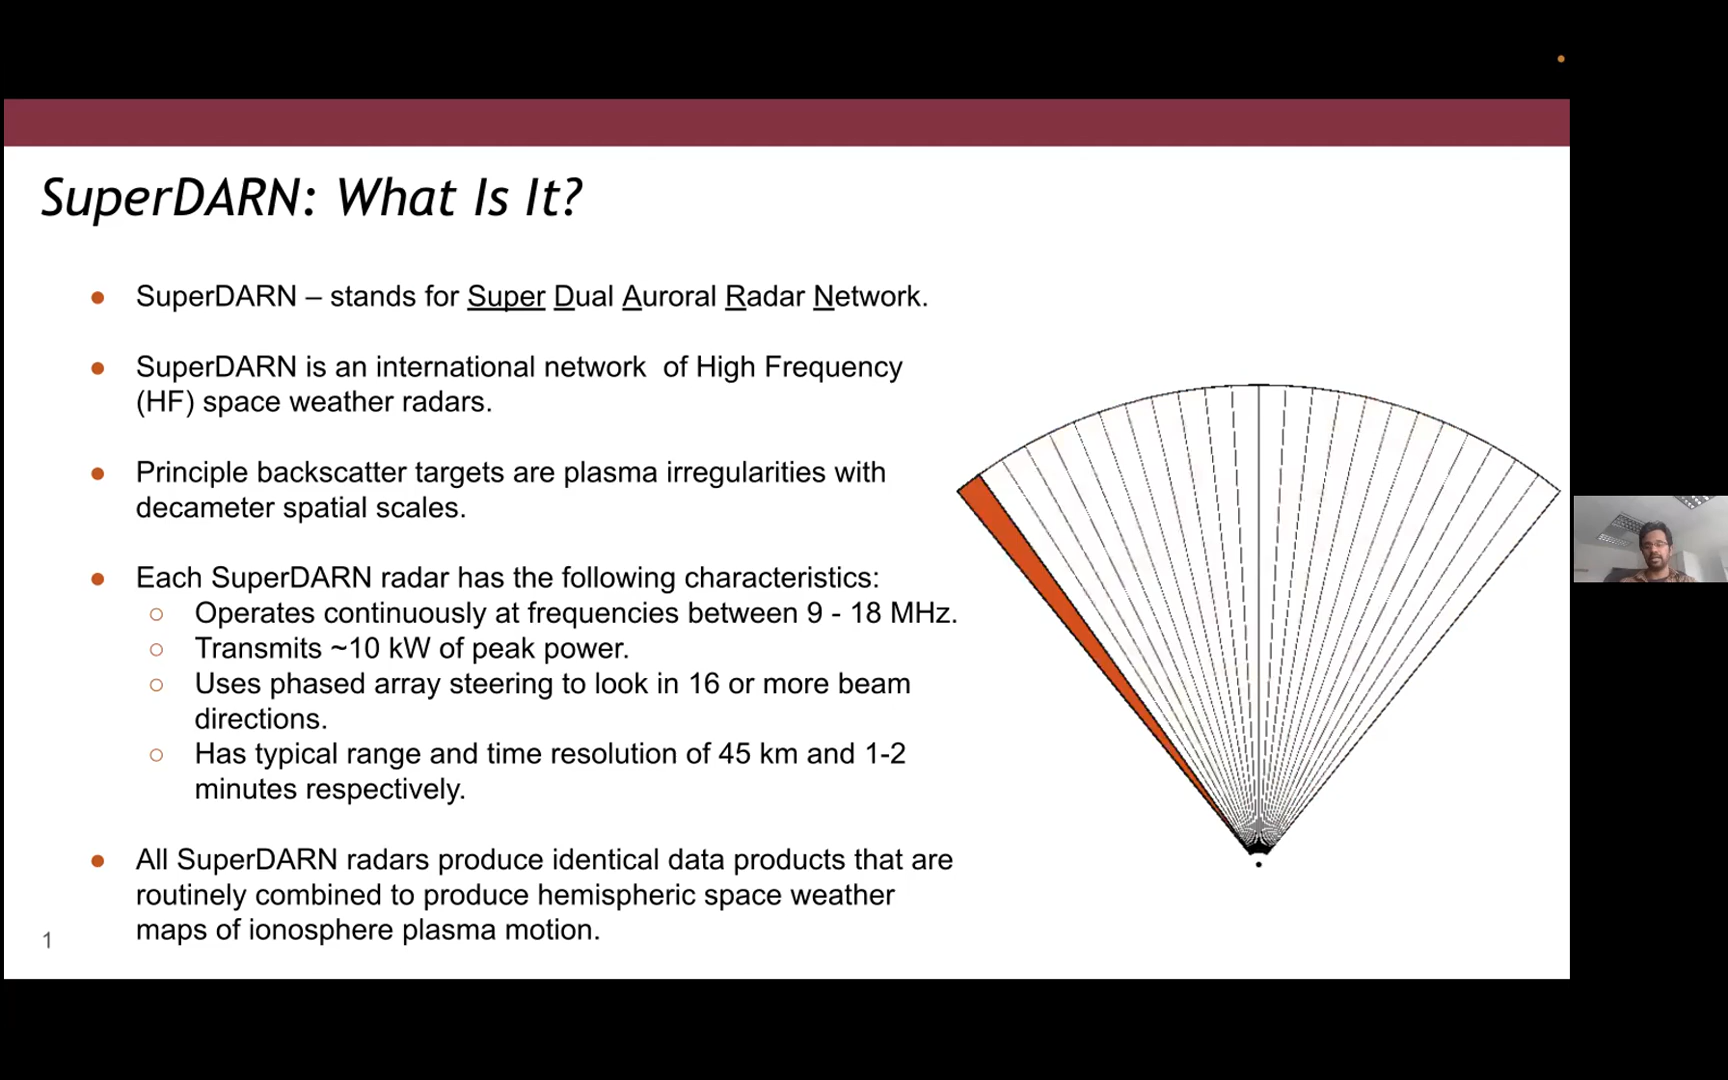 SuperDARN: What Is It?
● SuperDARN – stands for Super Dual Auroral Radar Network.
● SuperDARN is an international network  of High Frequency
(HF) space weather radars.
● Principle backscatter targets are plasma irregularities with
decameter spatial scales.
● Each SuperDARN radar has the following characteristics:
○ Operates continuously at frequencies between 9 - 18 MHz.
○ Transmits ~10 kW of peak power.
○ Uses phased array steering to look in 16 or more beam
directions.
○ Has typical range and time resolution of 45 km and 1-2
minutes respectively.
● All SuperDARN radars produce identical data products that are
routinely combined to produce hemispheric space weather
maps of ionosphere plasma motion.
1